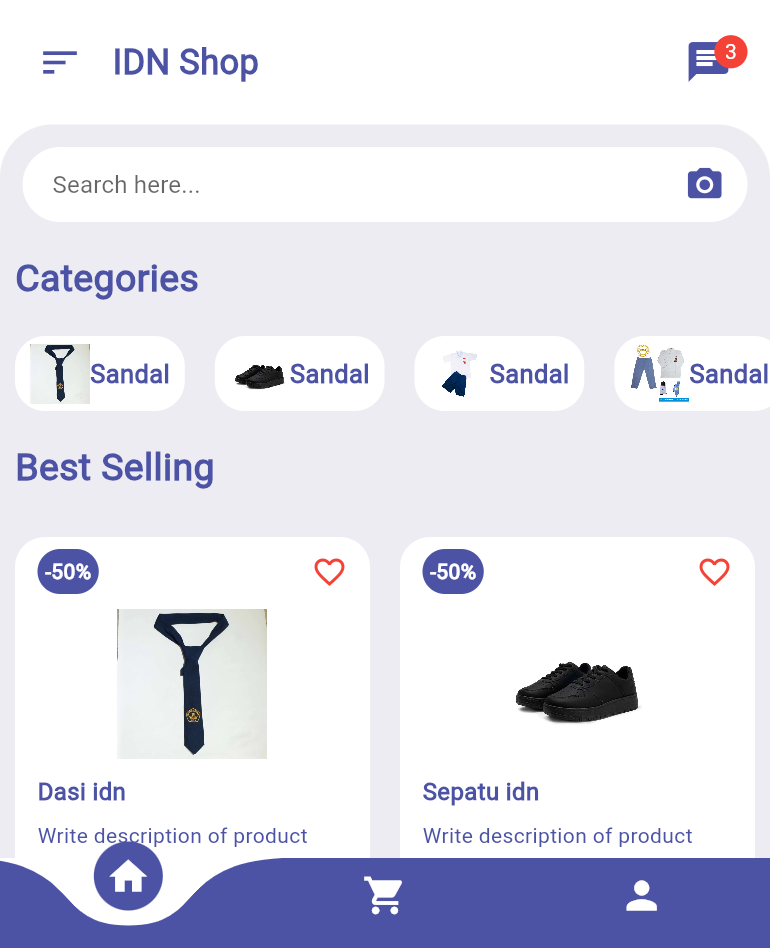 IDN Shop
3
Search here...
Categories
Sandal
Sandal
Sandal
Sandal
Best Selling
-50%
-50%
Dasi idn
Sepatu idn
Write description of product
Write description of product